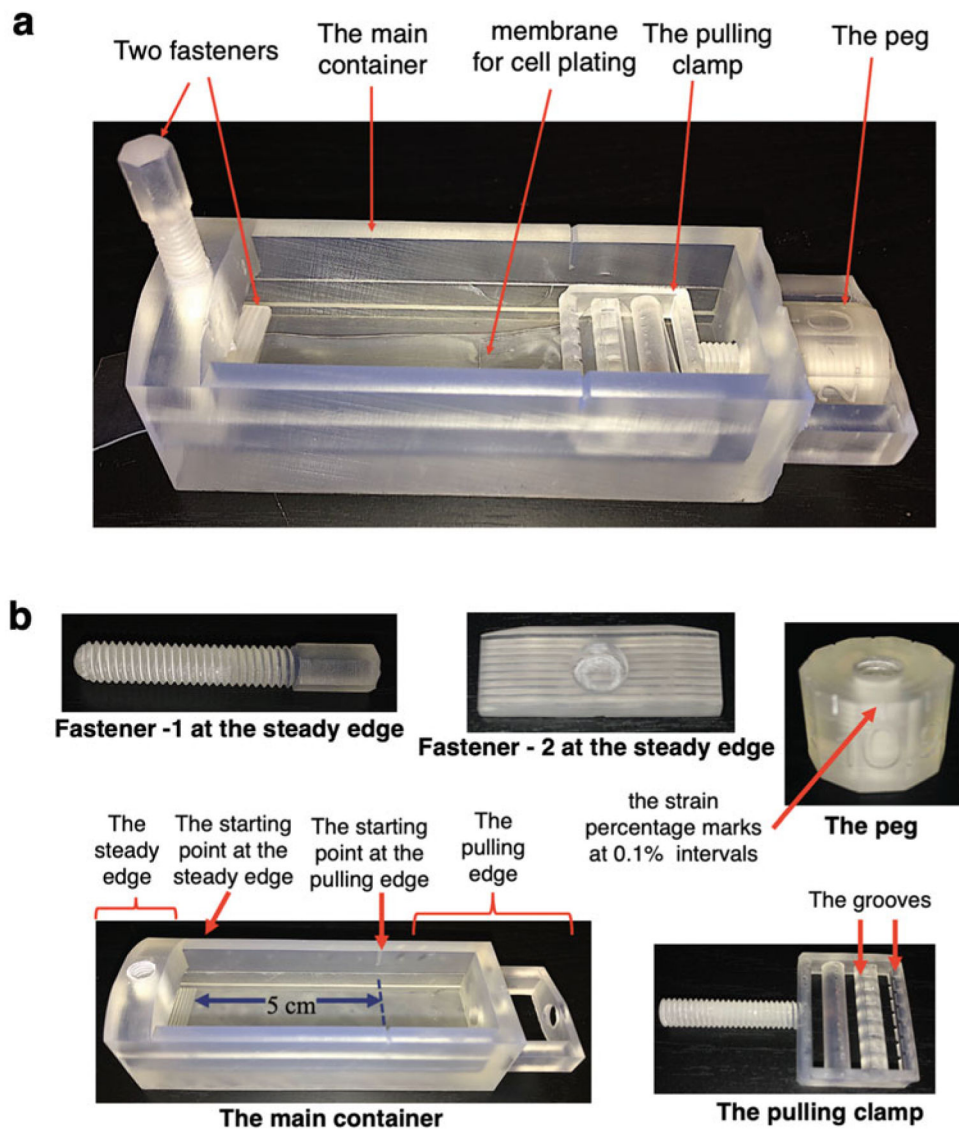 a
Two fasteners
The main
container
membrane
for cell plating
The pulling
clamp
The peg
b
Fastener -1 at the steady edge
Fastener - 2 at the steady edge
the strain
percentage marks
at 0.1% intervals
The peg
The
steady
edge
The starting
point at the
steady edge
The starting
point at the
pulling edge
The
pulling
edge
5 cm
The main container
The grooves
The pulling clamp